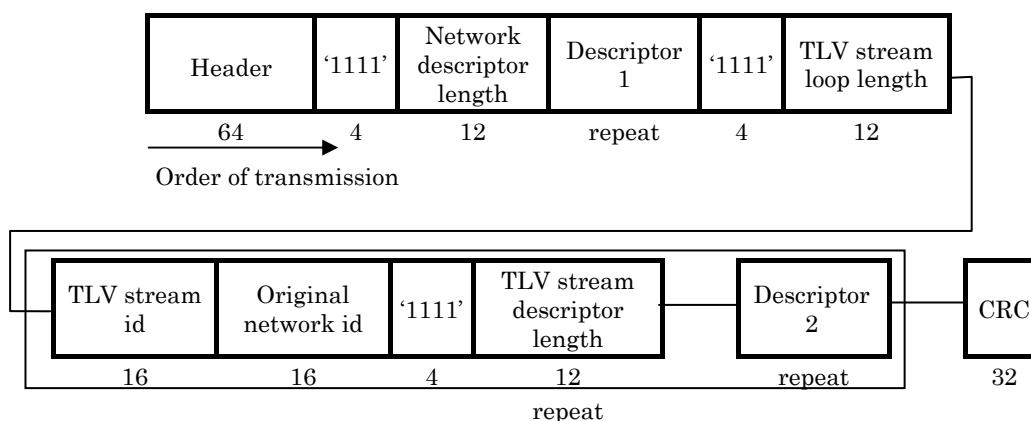 Header
‘1111’
Network
descriptor
length
Descriptor
1
‘1111’
TLV stream
loop length
64
4
12
repeat
4
12
Order of transmission
TLV stream
id
Original
network id
‘1111’
TLV stream
descriptor
length
Descriptor
2
CRC
16
16
4
12
repeat
32
repeat